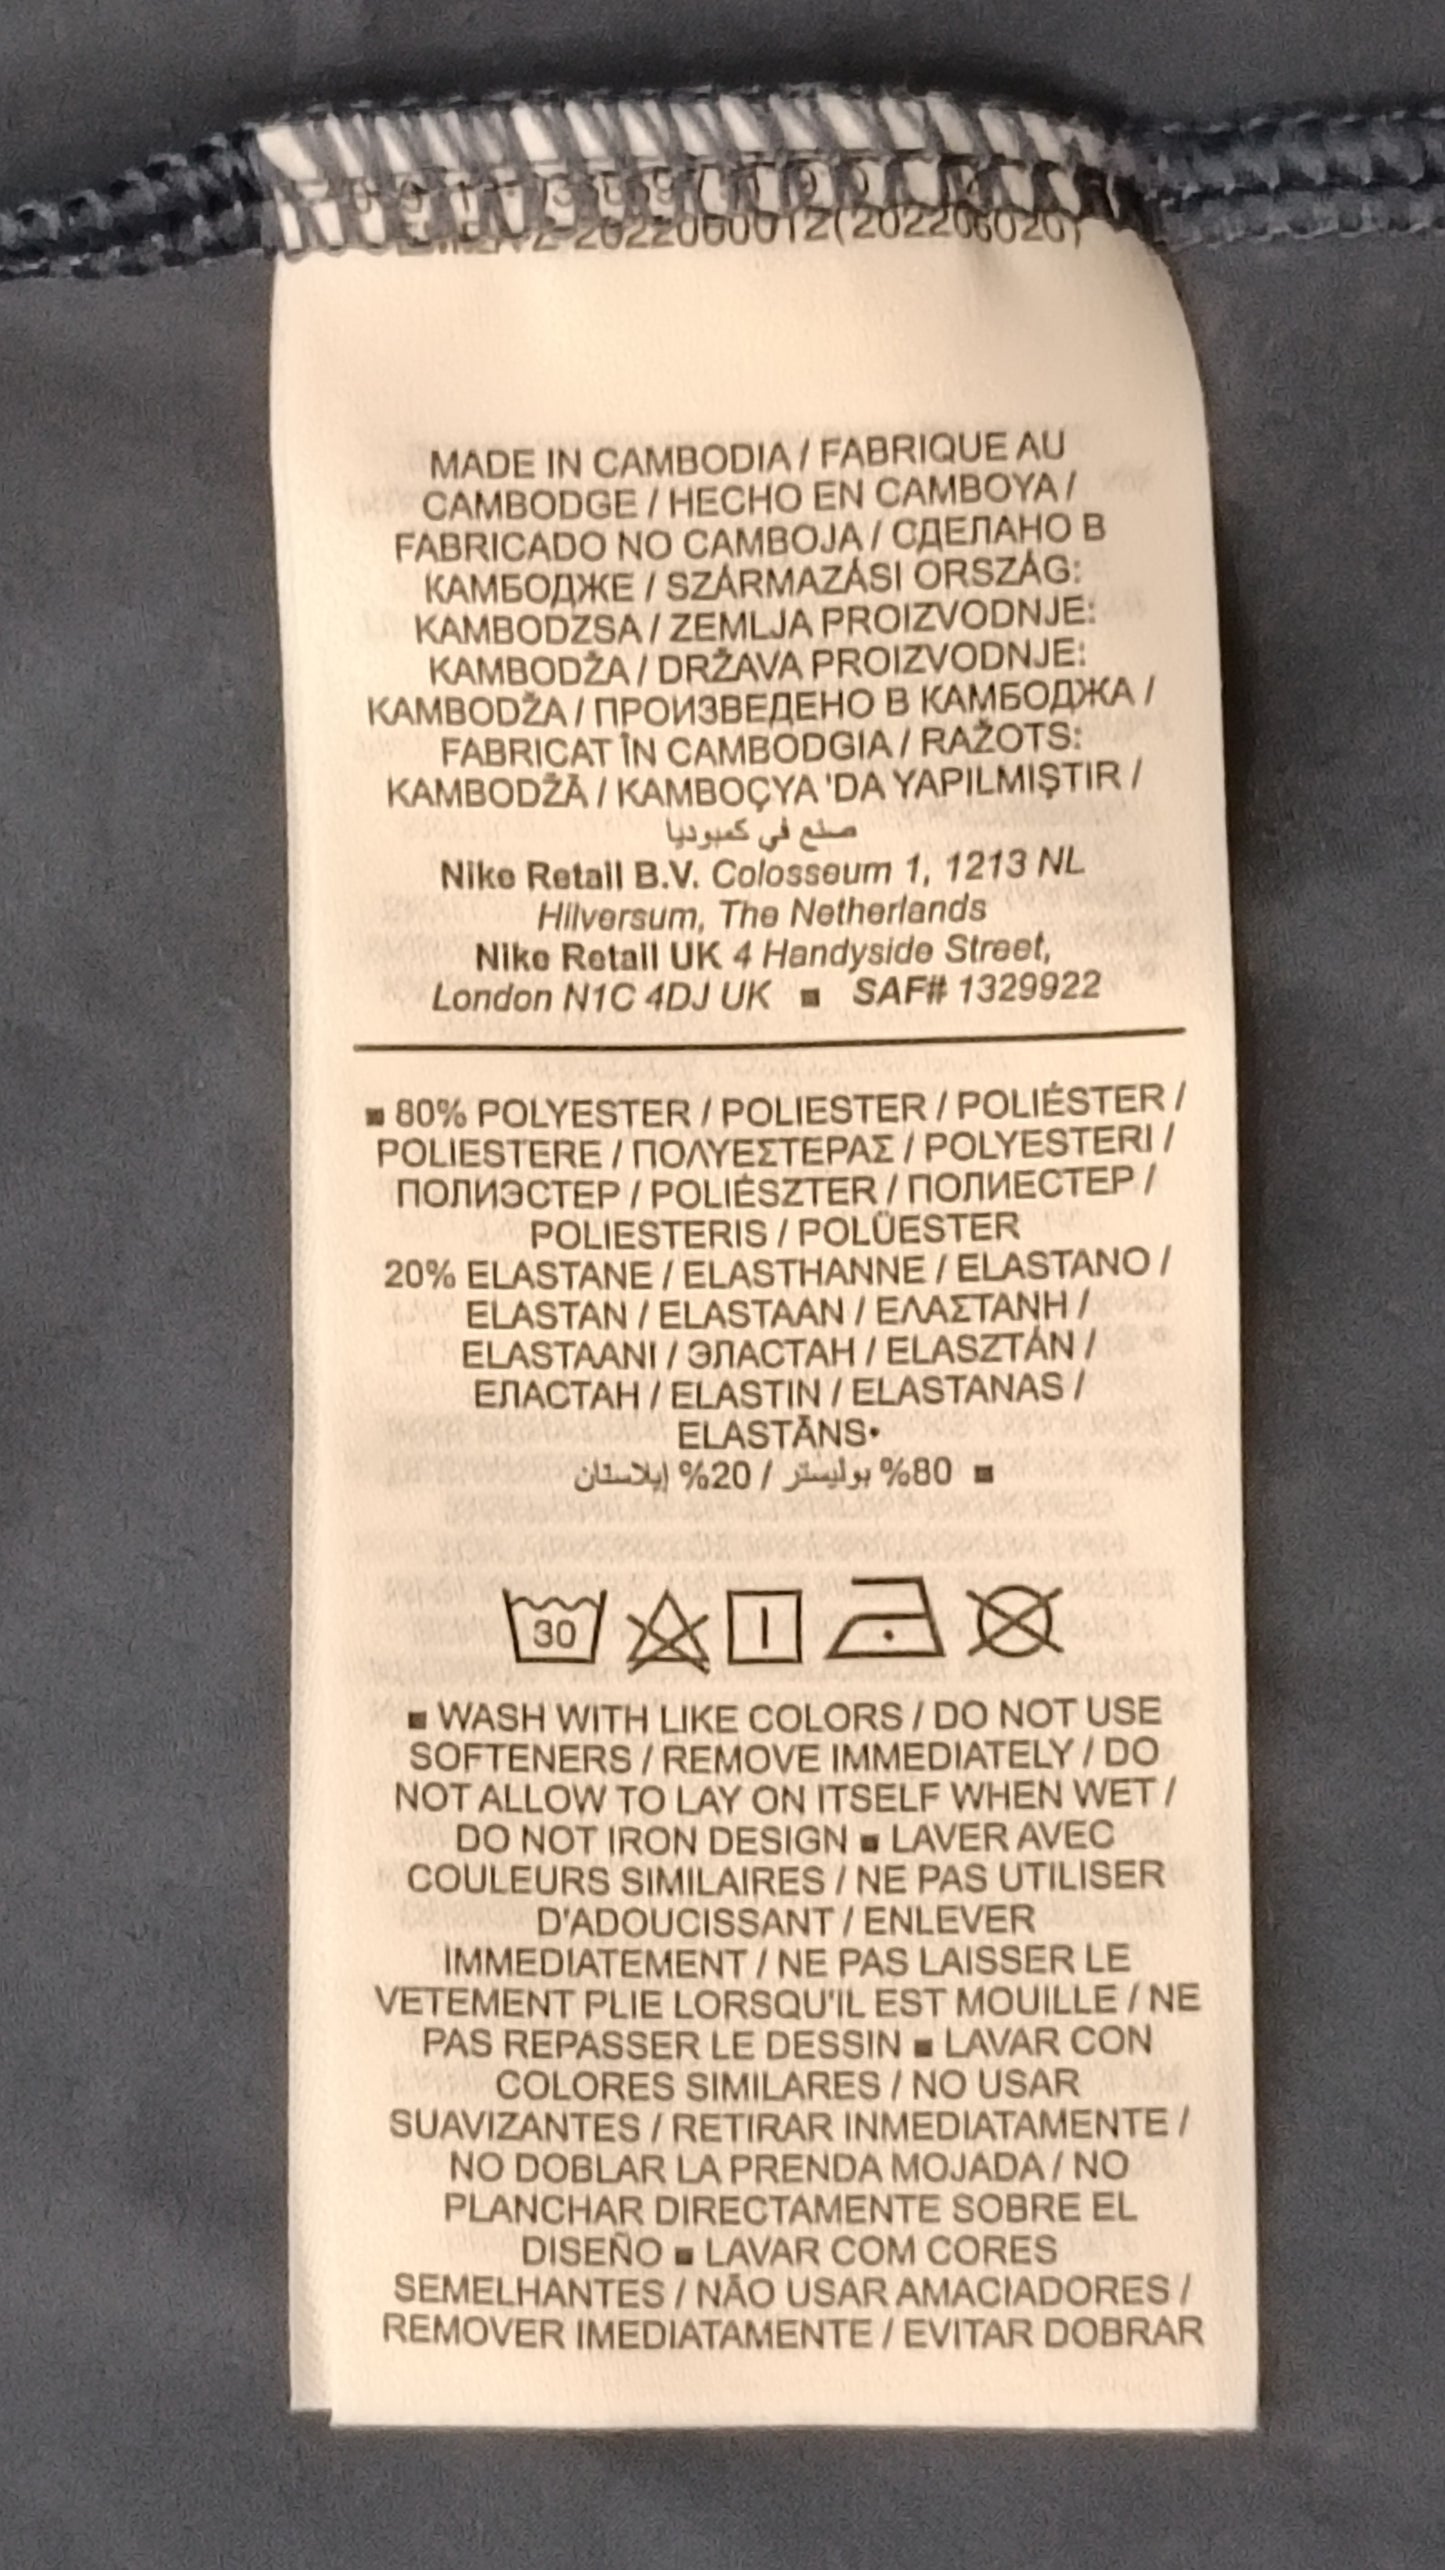 2022060012(202206020)
MADE IN CAMBODIA / FABRIQUE AU
CAMBODGE / HECHO EN CAMBOYA /
FABRICADO NO CAMBOJA / СДЕЛАНО В
КАМБОДЖЕ / SZÁRMAZÁSI ORSZÁG:
KAMBODZSA / ZEMLJA PROIZVODNJE:
KAMBODŽA / DRŽAVA PROIZVODNJE:
KAMBODŽA / ПРОИЗВЕДЕНО В КАМБОДЖА /
FABRICAT ÎN CAMBODGIA / RAŽOTS:
KAMBODŽĀ / KAMBOÇYA 'DA YAPILMIŞTIR /
صنع في كمبوديا
Nike Retail B.V. Colosseum 1, 1213 NL
Hilversum, The Netherlands
Nike Retail UK 4 Handyside Street,
London N1C 4DJ UK ■ SAF# 1329922
■ 80% POLYESTER / POLIESTER / POLIÉSTER /
POLIESTERE / ΠΟΛΥΕΣΤΕΡΑΣ / POLYESTERI /
ПОЛИЭСТЕР / POLIÉSZTER / ПОЛИЕСТЕР /
POLIESTERIS / POLÜESTER
20% ELASTANE / ELASTHANNE / ELASTANO /
ELASTAN / ELASTAAN / ΕΛΑΣΤΑΝΗ /
ELASTAANI / ЭЛАСТАН / ELASZTÁN /
ЕЛАСТАН / ELASTIN / ELASTANAS /
ELASTĀNS•
■ 80% بوليستر / 20% إيلاستان
30
■ WASH WITH LIKE COLORS / DO NOT USE
SOFTENERS / REMOVE IMMEDIATELY / DO
NOT ALLOW TO LAY ON ITSELF WHEN WET /
DO NOT IRON DESIGN ■ LAVER AVEC
COULEURS SIMILAIRES / NE PAS UTILISER
D'ADOUCISSANT / ENLEVER
IMMEDIATEMENT / NE PAS LAISSER LE
VETEMENT PLIE LORSQU'IL EST MOUILLE / NE
PAS REPASSER LE DESSIN ■ LAVAR CON
COLORES SIMILARES / NO USAR
SUAVIZANTES / RETIRAR INMEDIATAMENTE /
NO DOBLAR LA PRENDA MOJADA / NO
PLANCHAR DIRECTAMENTE SOBRE EL
DISEÑO ■ LAVAR COM CORES
SEMELHANTES / NÃO USAR AMACIADORES /
REMOVER IMEDIATAMENTE / EVITAR DOBRAR